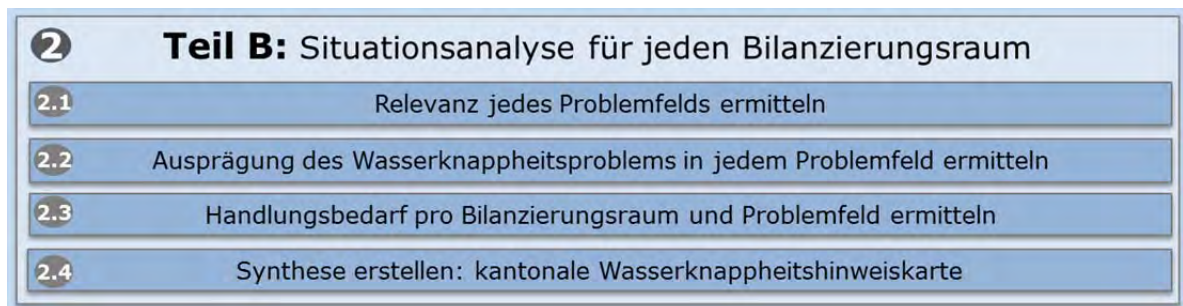 2 Teil B: Situationsanalyse für jeden Bilanzierungsraum
2.1 Relevanz jedes Problemfelds ermitteln
2.2 Ausprägung des Wasserknappheitsproblems in jedem Problemfeld ermitteln
2.3 Handlungsbedarf pro Bilanzierungsraum und Problemfeld ermitteln
2.4 Synthese erstellen: kantonale Wasserknappheitshinweiskarte